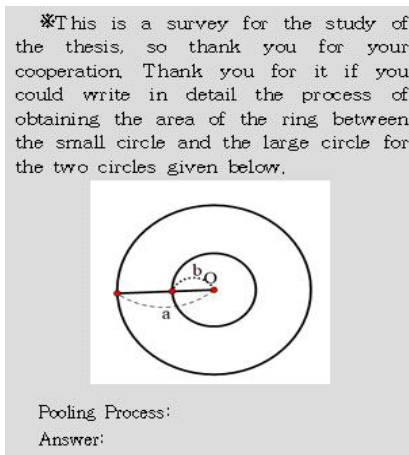 ※This is a survey for the study of
the thesis, so thank you for your
cooperation. Thank you for it if you
could write in detail the process of
obtaining the area of the ring between
the small circle and the large circle for
the two circles given below.
b O
a
Pooling Process:
Answer: